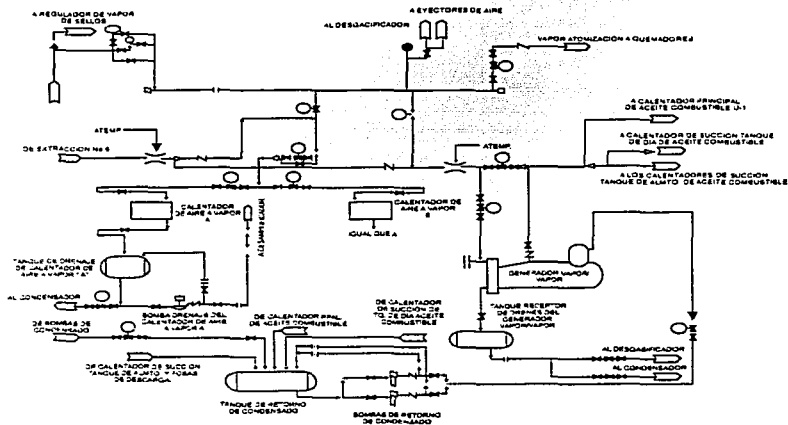 A REGULADOR DE VAPOR
DE SELLOS
A EYECTORES DE AIRE
AL DESGACIFICADOR
VAPOR ATOMIZACION A QUEMADORES
A CALENTADOR PRINCIPAL
DE ACEITE COMBUSTIBLE U-1
A CALENTADOR DE SUCCION TANQUE
DE DIA DE ACEITE COMBUSTIBLE
A LOS CALENTADORES DE SUCCION
TANQUE DE ALMTO. DE ACEITE COMBUSTIBLE
ATEMP.
DE EXTRACCION No 6
ATEMP.
CALENTADOR
DE AIRE A VAPOR
A
CALENTADOR DE
AIRE A VAPOR
B
IGUAL QUE A
TANQUE DE DRENAJE
DE CALENTADOR DE
AIRE A VAPOR "A"
GENERADOR VAPOR/
VAPOR
AL CONDENSADOR
BOMBA DRENAJE DEL
CALENTADOR DE AIRE
A VAPOR A
TANQUE RECEPTOR
DE DRENES DEL
GENERADOR
VAPOR/VAPOR
DE BOMBAS DE
CONDENSADO
DE CALENTADOR PPAL
DE ACEITE COMBUSTIBLE
DE CALENTADOR
DE SUCCION DE
TQ. DE DIA ACEITE
COMBUSTIBLE
AL DESGASIFICADOR
AL CONDENSADOR
DE CALENTADOR DE SUCCION
TANQUE DE ALMTO. Y FOSAS
DE DESCARGA
TANQUE DE RETORNO
DE CONDENSADO
BOMBAS DE RETORNO
DE CONDENSADO